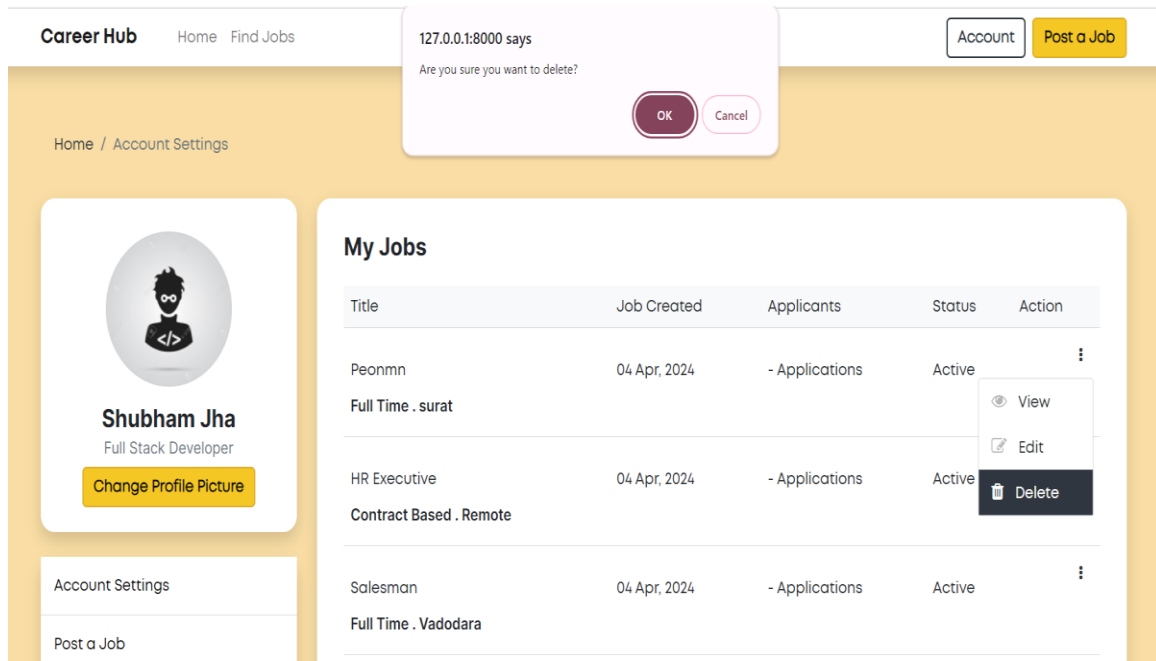 Career Hub Home Find Jobs
127.0.0.1:8000 says
Are you sure you want to delete?
OK Cancel
Account Post a Job
Home / Account Settings
</>
Shubham Jha
Full Stack Developer
Change Profile Picture
Account Settings
Post a Job
My Jobs
Title Job Created Applicants Status Action
Peonmn 04 Apr, 2024 - Applications Active
Full Time . surat
View
Edit
Delete
HR Executive 04 Apr, 2024 - Applications Active
Contract Based . Remote
Salesman 04 Apr, 2024 - Applications Active
Full Time . Vadodara